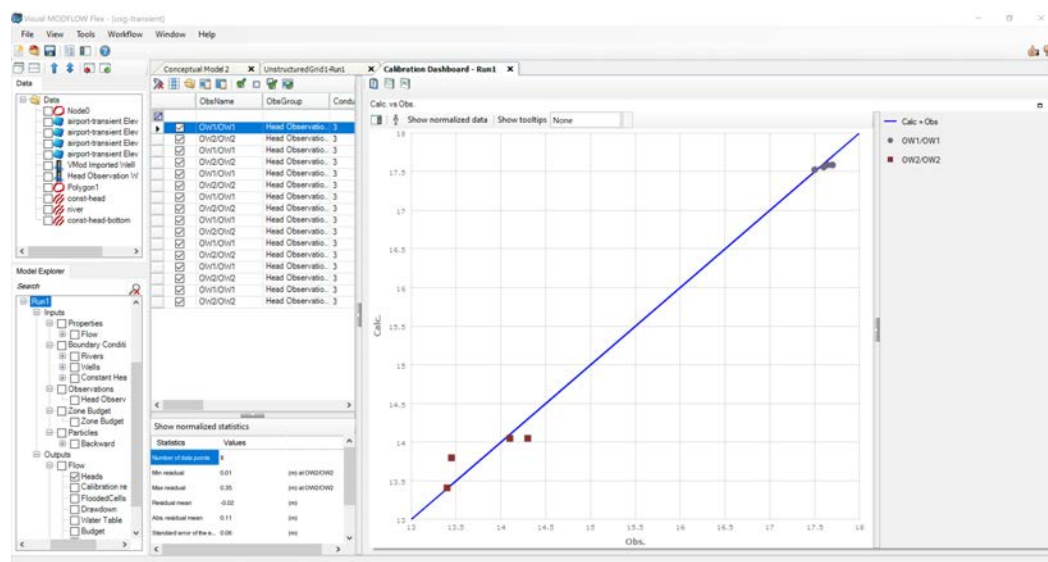 Visual MODFLOW Flex - [usg-transient]
File View Tools Workflow Window Help
Data
Data
Node0
airport-transient Elev
airport-transient Elev
airport-transient Elev
airport-transient Elev
VMod Imported Well
Head Observation W
Polygon1
const-head
river
const-head-bottom
Model Explorer
Search
Run1
Inputs
Properties
Flow
Boundary Conditi
Rivers
Wells
Constant Hea
Observations
Head Observ
Zone Budget
Zone Budget
Particles
Backward
Outputs
Flow
Heads
Calibration re
FloodedCells
Drawdown
Water Table
Budget
Conceptual Model 2 X UnstructuredGrid1-Run1 X Calibration Dashboard - Run1 X
ObsName ObsGroup Condu
OW1/OW1 Head Observatio.. 3
OW2/OW2 Head Observatio.. 3
OW1/OW1 Head Observatio.. 3
OW2/OW2 Head Observatio.. 3
OW1/OW1 Head Observatio.. 3
OW2/OW2 Head Observatio.. 3
OW1/OW1 Head Observatio.. 3
OW2/OW2 Head Observatio.. 3
OW1/OW1 Head Observatio.. 3
OW2/OW2 Head Observatio.. 3
OW1/OW1 Head Observatio.. 3
OW1/OW1 Head Observatio.. 3
OW2/OW2 Head Observatio.. 3
OW2/OW2 Head Observatio.. 3
OW1/OW1 Head Observatio.. 3
OW2/OW2 Head Observatio.. 3
Show normalized statistics
Statistics Values
Number of data points 8
Min residual 0.01 (m) at OW2/OW2
Max residual 0.35 (m) at OW2/OW2
Residual mean -0.02 (m)
Abs. residual mean 0.11 (m)
Standard error of the e... 0.06 (m)
Calc. vs Obs.
Show normalized data Show tooltips None
18
17.5
17
16.5
16
15.5
15
14.5
14
13.5
13
Calc.
13 13.5 14 14.5 15 15.5 16 16.5 17 17.5 18
Obs.
Calc = Obs
OW1/OW1
OW2/OW2